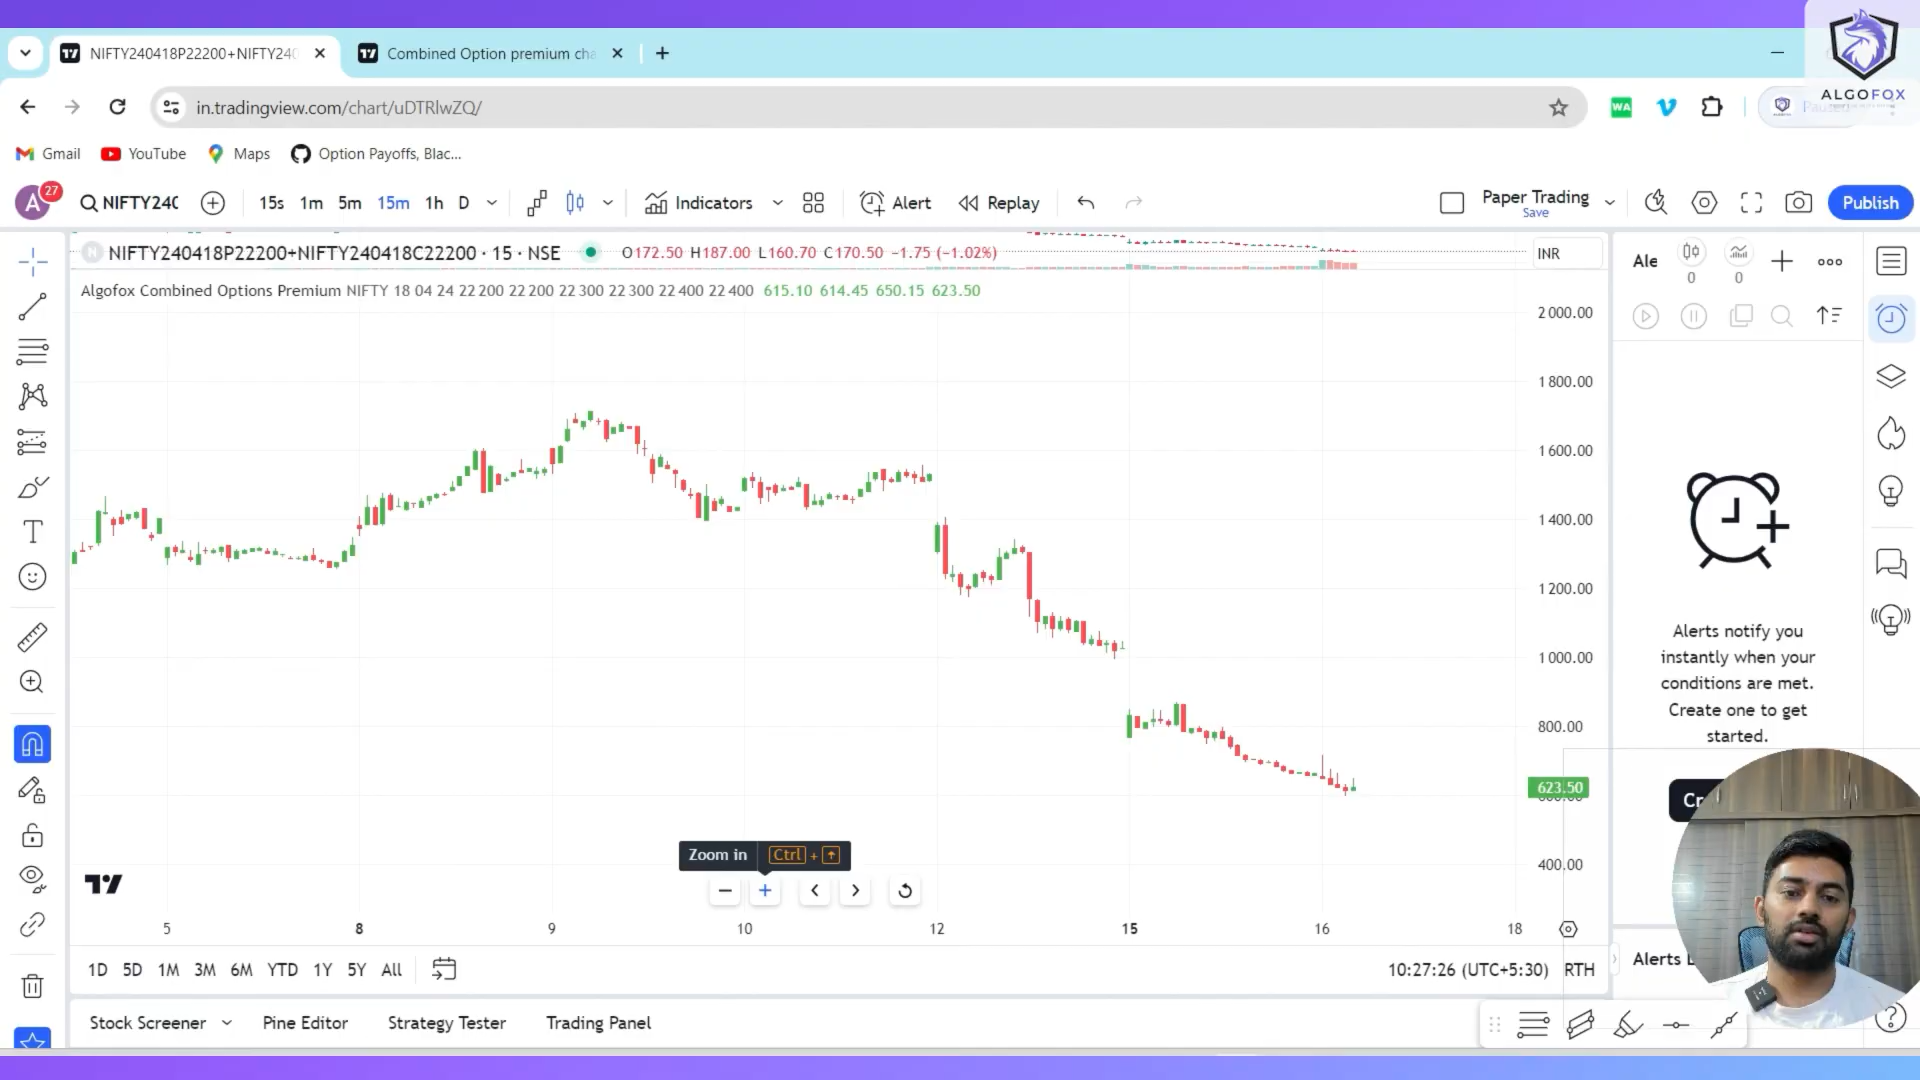 NIFTY240418P22200+NIFTY240
Combined Option premium cha
ALGOFOX
in.tradingview.com/chart/uDTRlwZQ/
WA
Gmail
YouTube
Maps
Option Payoffs, Blac...
A
27
NIFTY240
15s
1m
5m
15m
1h
D
Indicators
Alert
Replay
Paper Trading
Save
Publish
NIFTY240418P22200+NIFTY240418C22200 · 15 · NSE
O172.50 H187.00 L160.70 C170.50 −1.75 (−1.02%)
INR
Algofox Combined Options Premium NIFTY 18 04 24 22 200 22 200 22 300 22 300 22 400 22 400 615.10 614.45 650.15 623.50
2 000.00
1 800.00
1 600.00
1 400.00
1 200.00
1 000.00
800.00
623.50
400.00
Zoom in Ctrl + ↑
5
8
9
10
12
15
16
18
1D
5D
1M
3M
6M
YTD
1Y
5Y
All
10:27:26 (UTC+5:30)
RTH
Stock Screener
Pine Editor
Strategy Tester
Trading Panel
Ale
0
0
Alerts notify you
instantly when your
conditions are met.
Create one to get
started.
Cr
Alerts